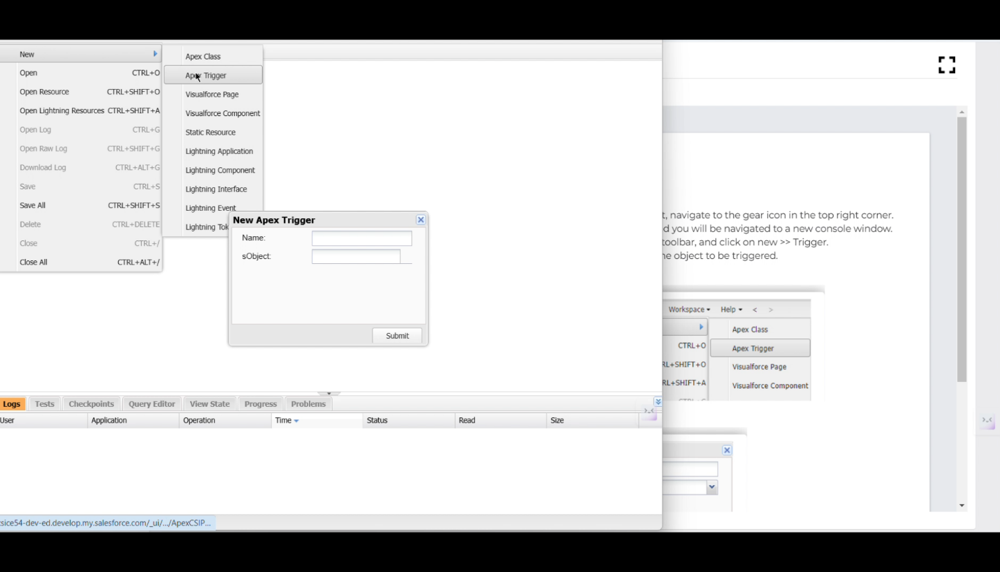 New
Open CTRL+O
Open Resource CTRL+SHIFT+O
Open Lightning Resources CTRL+SHIFT+A
Open Log CTRL+G
Open Raw Log CTRL+SHIFT+G
Download Log CTRL+ALT+G
Save CTRL+S
Save All CTRL+SHIFT+S
Delete CTRL+DELETE
Close CTRL+/
Close All CTRL+ALT+/
Apex Class
Apex Trigger
Visualforce Page
Visualforce Component
Static Resource
Lightning Application
Lightning Component
Lightning Interface
Lightning Event
Lightning Tok
New Apex Trigger
Name:
sObject:
Submit
Logs Tests Checkpoints Query Editor View State Progress Problems
User Application Operation Time Status Read Size
sice54-dev-ed.develop.my.salesforce.com/_ui/.../ApexCSIP...
t, navigate to the gear icon in the top right corner.
d you will be navigated to a new console window.
toolbar, and click on new >> Trigger.
he object to be triggered.
Workspace Help < >
Apex Class
CTRL+O Apex Trigger
RL+SHIFT+O Visualforce Page
RL+SHIFT+A Visualforce Component